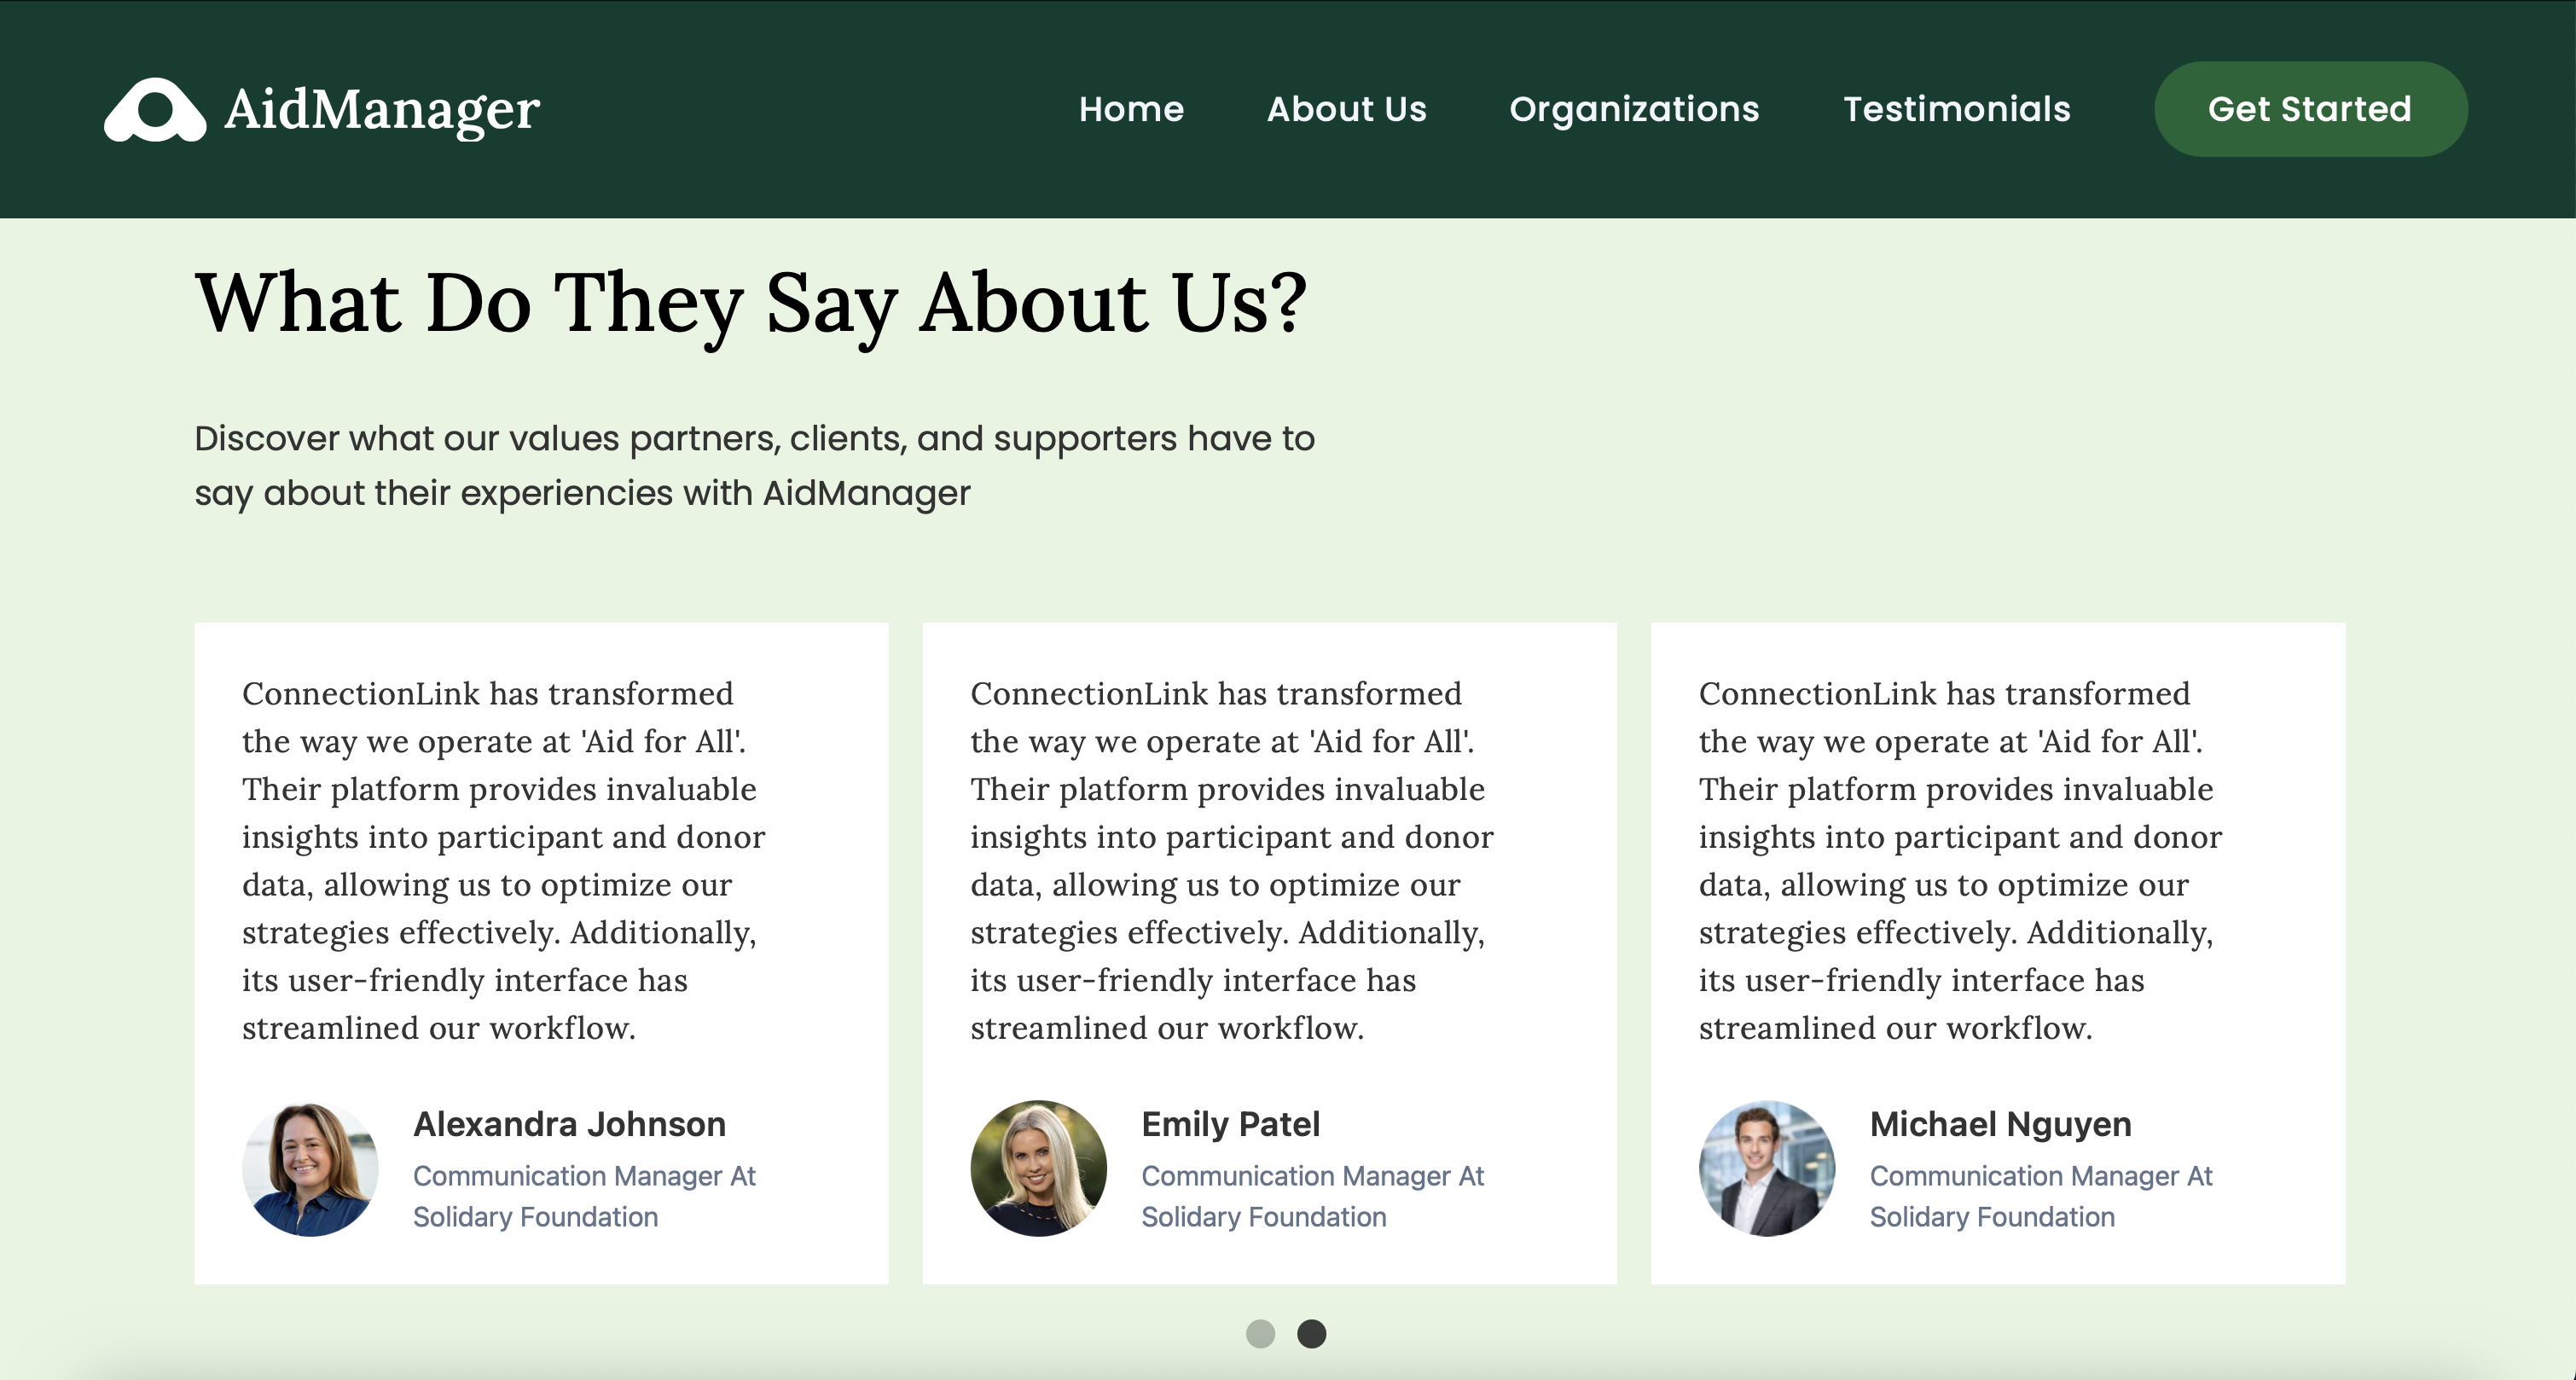 AidManager
Home
About Us
Organizations
Testimonials
Get Started
What Do They Say About Us?
Discover what our values partners, clients, and supporters have to
say about their experiencies with AidManager
ConnectionLink has transformed
the way we operate at 'Aid for All'.
Their platform provides invaluable
insights into participant and donor
data, allowing us to optimize our
strategies effectively. Additionally,
its user-friendly interface has
streamlined our workflow.
Alexandra Johnson
Communication Manager At
Solidary Foundation
ConnectionLink has transformed
the way we operate at 'Aid for All'.
Their platform provides invaluable
insights into participant and donor
data, allowing us to optimize our
strategies effectively. Additionally,
its user-friendly interface has
streamlined our workflow.
Emily Patel
Communication Manager At
Solidary Foundation
ConnectionLink has transformed
the way we operate at 'Aid for All'.
Their platform provides invaluable
insights into participant and donor
data, allowing us to optimize our
strategies effectively. Additionally,
its user-friendly interface has
streamlined our workflow.
Michael Nguyen
Communication Manager At
Solidary Foundation